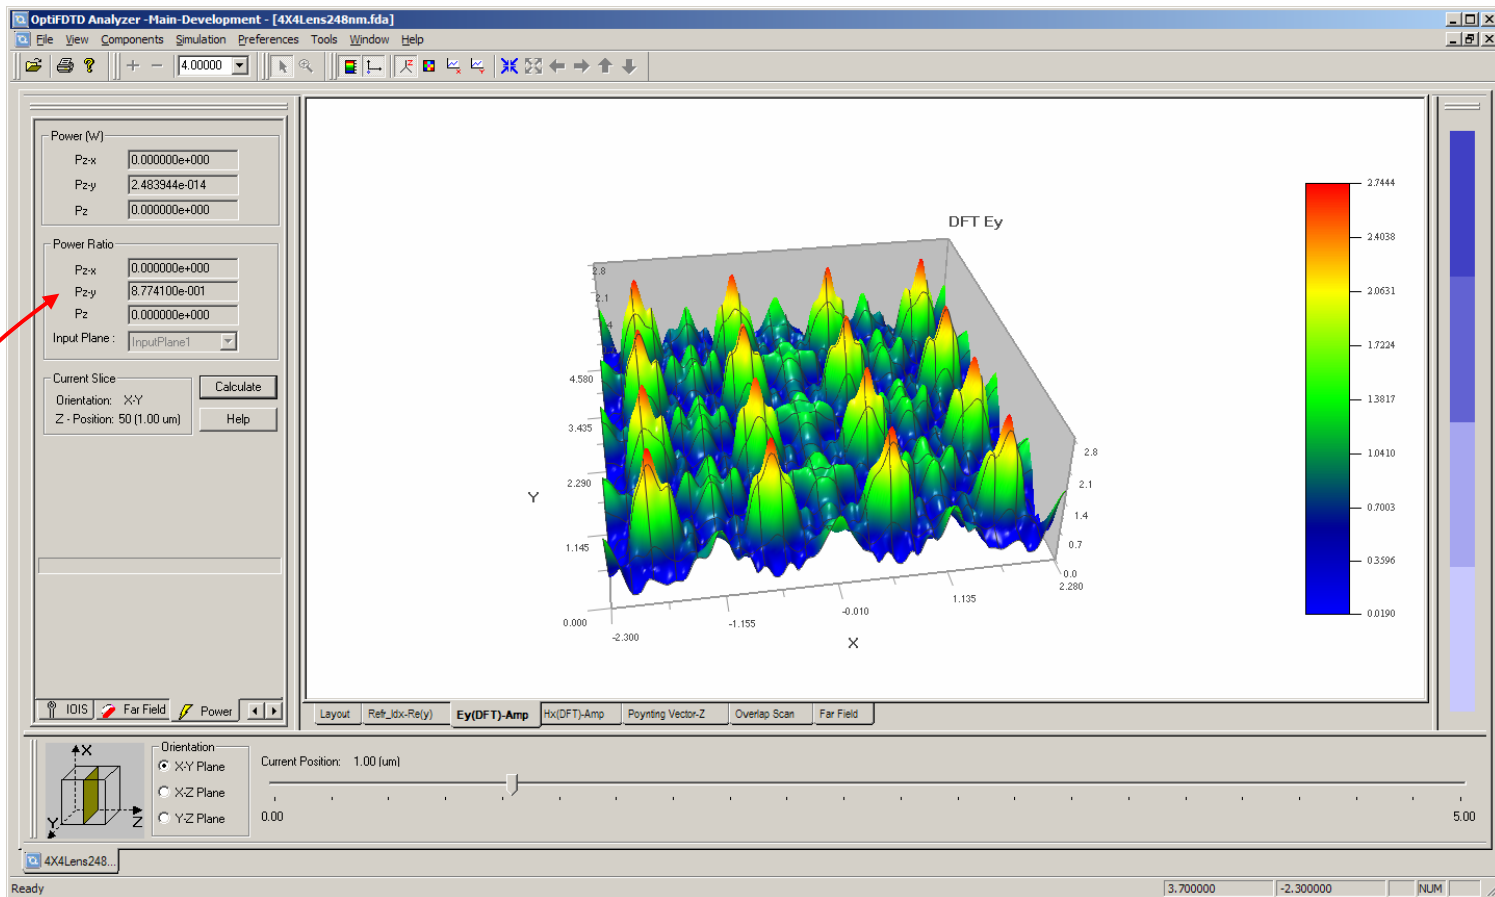 OptiFDTD Analyzer -Main-Development - [4X4Lens248nm.fda]
File View Components Simulation Preferences Tools Window Help
4.00000
Power (W)
Pz-x 0.000000e+000
Pz-y 2.483944e-014
Pz 0.000000e+000
Power Ratio
Pz-x 0.000000e+000
Pz-y 8.774100e-001
Pz 0.000000e+000
Input Plane : InputPlane1
Current Slice
Orientation: X-Y
Z - Position: 50 (1.00 um)
Calculate
Help
IOIS Far Field Power
DFT Ey
2.8
2.1
4
4.580
3.435
2.290
1.145
0.000
Y
-2.300
-1.155
-0.010
1.135
2.280
X
2.8
2.1
1.4
0.7
0.0
2.7444
2.4038
2.0631
1.7224
1.3817
1.0410
0.7003
0.3596
0.0190
Layout Refr_Idx-Re(y) Ey(DFT)-Amp Hx(DFT)-Amp Poynting Vector-Z Overlap Scan Far Field
X
Y
Z
Orientation
X-Y Plane
X-Z Plane
Y-Z Plane
Current Position: 1.00 (um)
0.00
5.00
4X4Lens248...
Ready 3.700000 -2.300000 NUM